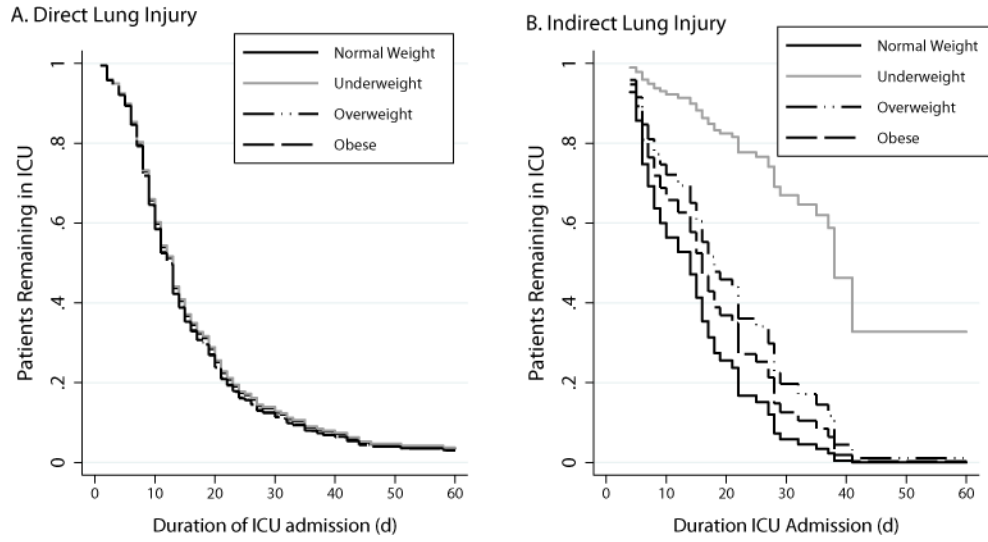 A. Direct Lung Injury
Normal Weight
Underweight
Overweight
Obese
Patients Remaining in ICU
1
.8
.6
.4
.2
0
0 10 20 30 40 50 60
Duration of ICU admission (d)
B. Indirect Lung Injury
Normal Weight
Underweight
Overweight
Obese
Patients Remaining in ICU
1
.8
.6
.4
.2
0
0 10 20 30 40 50 60
Duration ICU Admission (d)